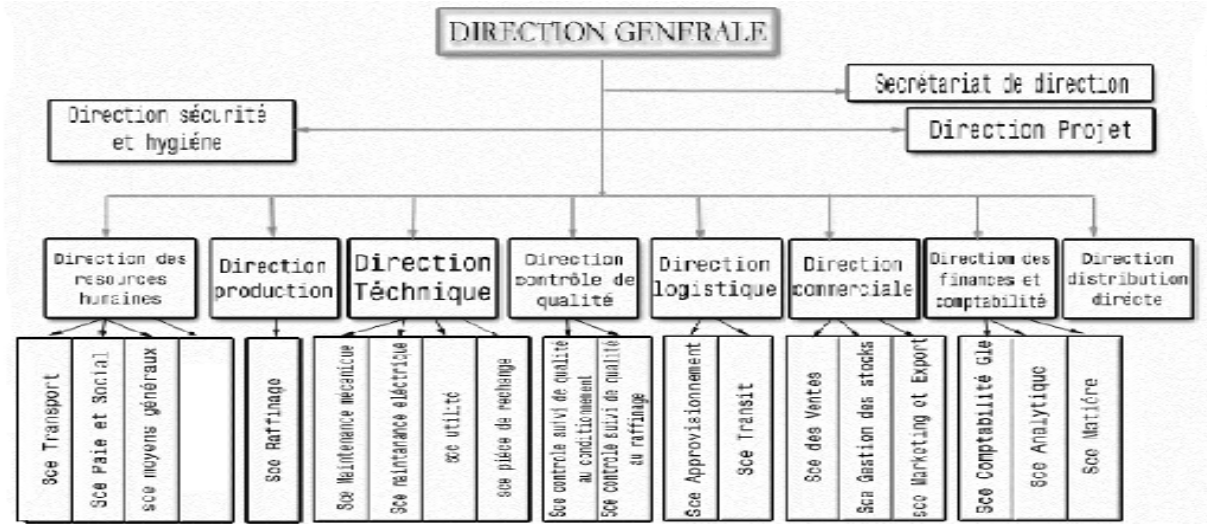 DIRECTION GENERALE
Secrétariat de direction
Direction sécurité
et hygiéne
Direction Projet
Direction des
resources
humaines
Direction
production
Direction
Téchnique
Direction
contrôle de
qualité
Direction
logistique
Direction
commerciale
Direction des
finances et
comptabilité
Direction
distribution
dirécte
Sce Transport
Sce Paie et Social
sce moyens généraux
Sce Raffinage
Sce Maintenance mécanique
Sce maintanance eléctrique
sce utilité
sce piéce de rechange
Sce controle suivi de qualité
au conditionnement
Sce controle suivi de qualité
au raffinage
Sce Approvisionnement
Sce Transit
Sce des Ventes
Sce Gastion des stocks
sce Marketing et Export
Sce Comptabilité Gle
Sce Analytique
Sce Matiére